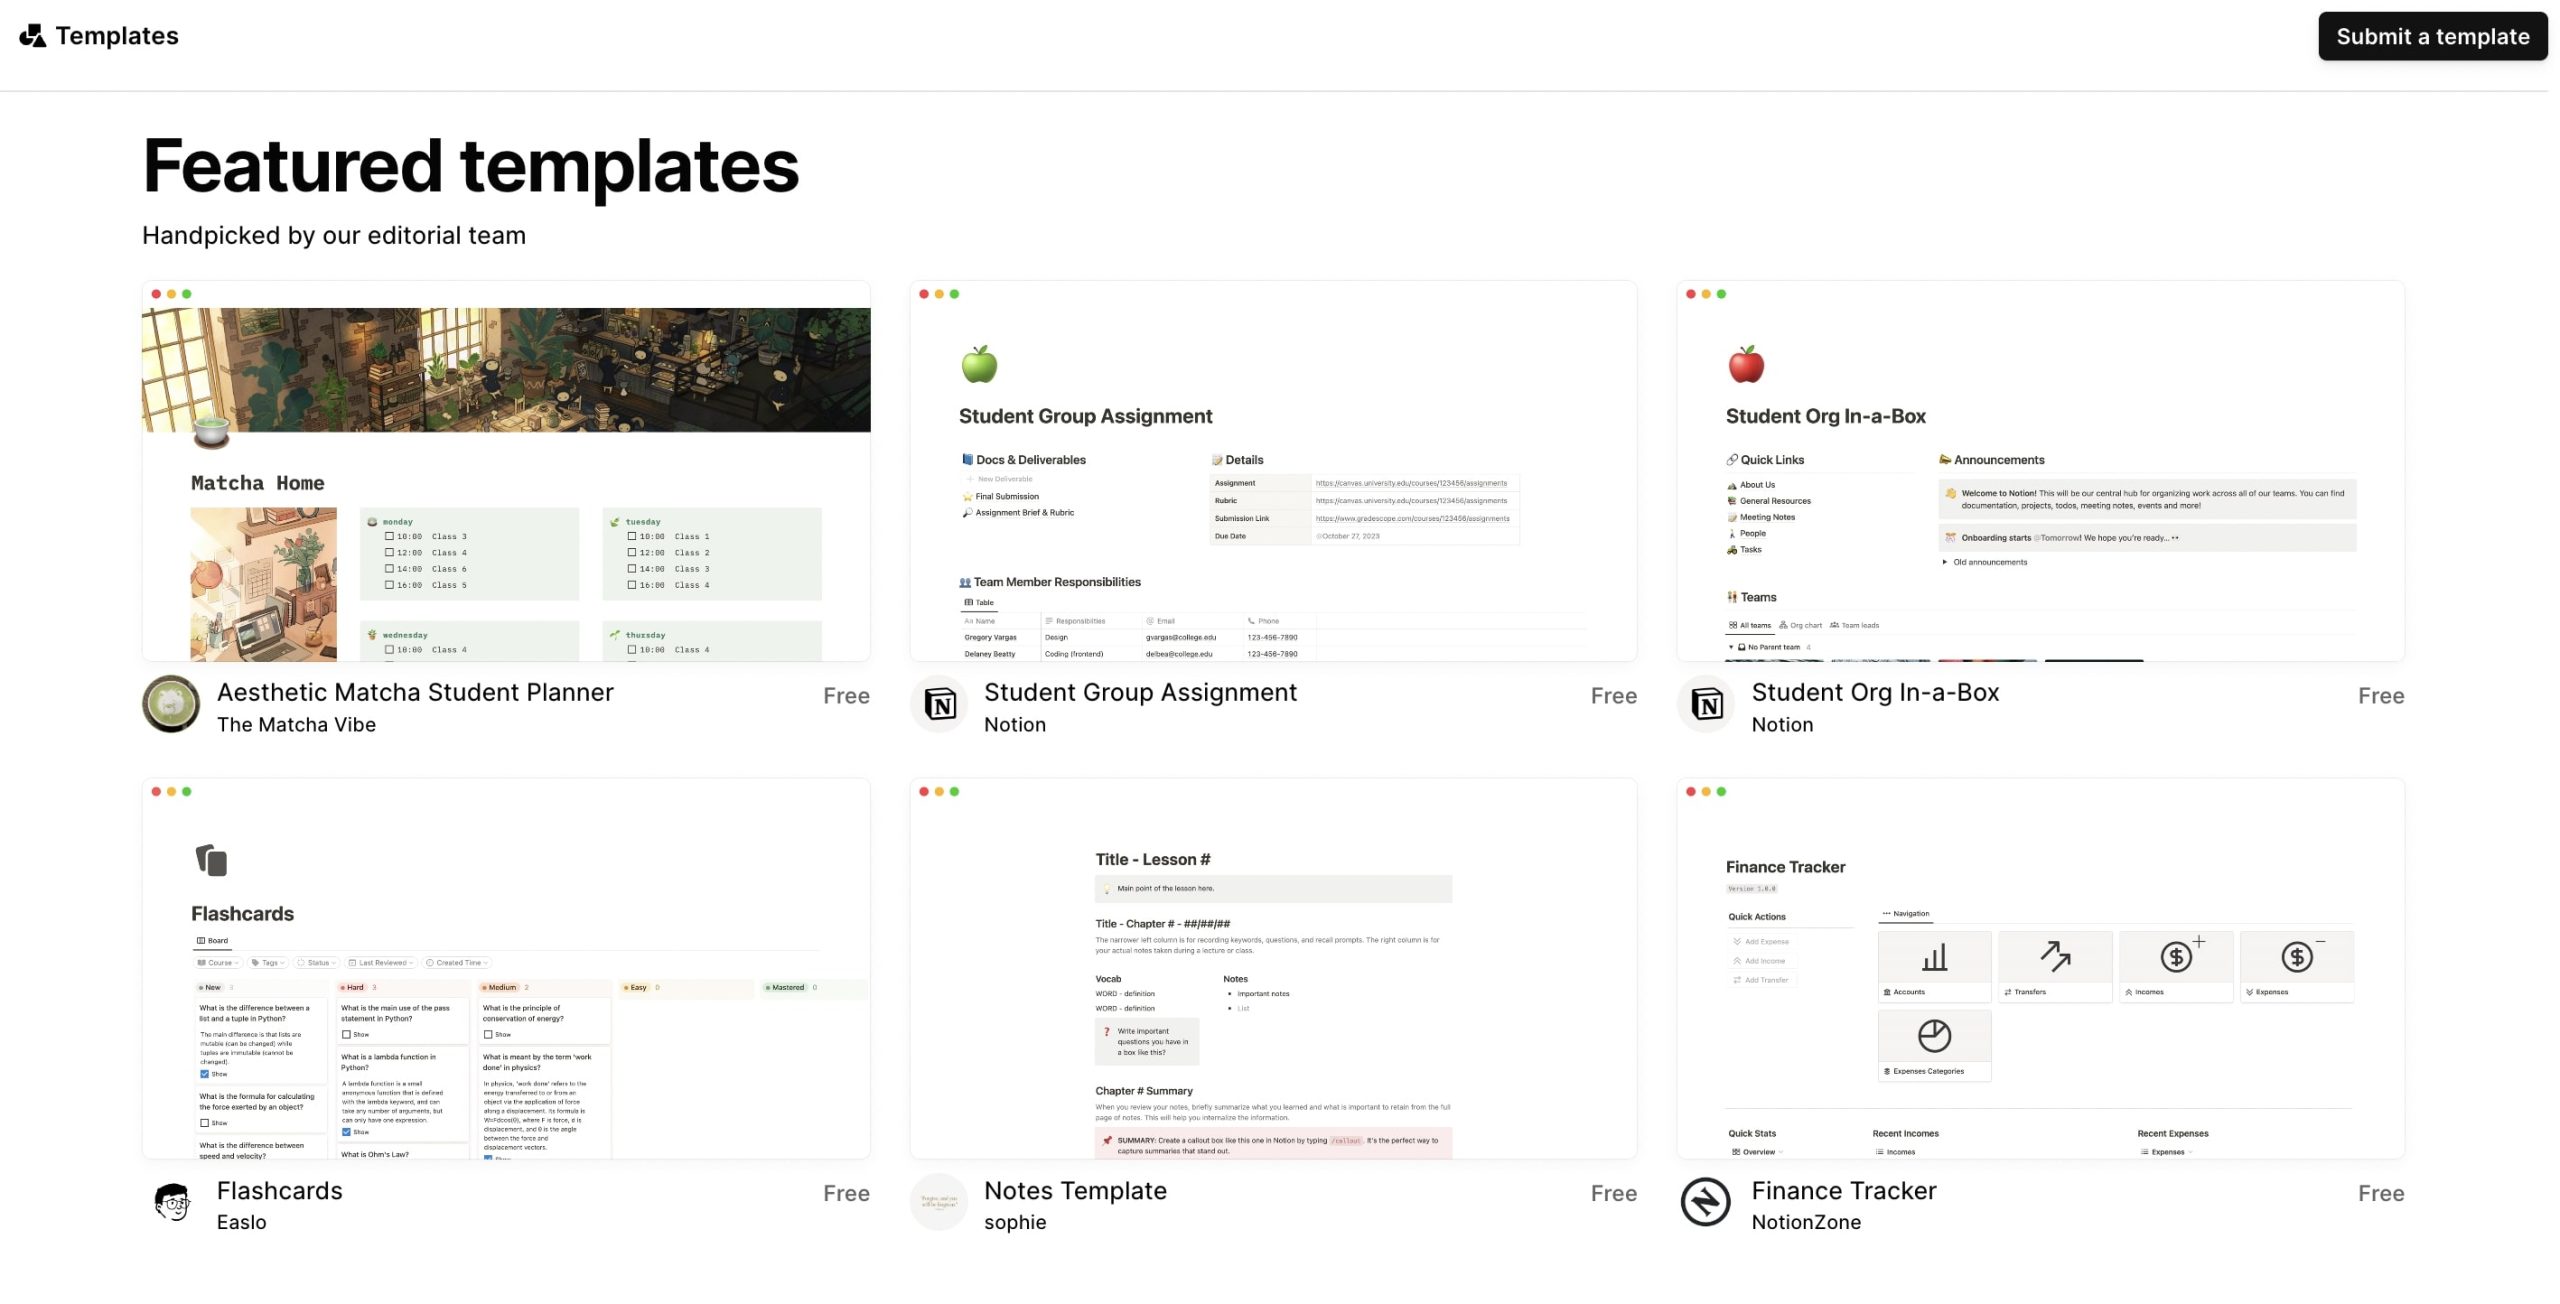 Templates
Submit a template
Featured templates
Handpicked by our editorial team
Matcha Home
monday
10:00 Class 3
12:00 Class 4
14:00 Class 6
16:00 Class 5
tuesday
10:00 Class 1
12:00 Class 2
14:00 Class 3
16:00 Class 4
wednesday
10:00 Class 4
thursday
10:00 Class 4
Aesthetic Matcha Student Planner
Free
The Matcha Vibe
Student Group Assignment
Docs & Deliverables
New Deliverable
Final Submission
Assignment Brief & Rubric
Details
Assignment https://canvas.university.edu/courses/123456/assignments
Rubric https://canvas.university.edu/courses/123456/assignments
Submission Link https://www.gradescope.com/courses/123456/assignments
Due Date @October 27, 2023
Team Member Responsibilities
Table
Aa Name Responsibilities Email Phone
Gregory Vargas Design gvargas@college.edu 123-456-7890
Delaney Beatty Coding (frontend) delbea@college.edu 123-456-7890
Student Group Assignment
Free
Notion
Student Org In-a-Box
Quick Links
About Us
General Resources
Meeting Notes
People
Tasks
Announcements
Welcome to Notion! This will be our central hub for organizing work across all of our teams. You can find
documentation, projects, todos, meeting notes, events and more!
Onboarding starts @Tomorrow! We hope you're ready...
Old announcements
Teams
All teams Org chart Team leads
No Parent team 4
Student Org In-a-Box
Free
Notion
Flashcards
Board
Course Tags Status Last Reviewed Created Time
New 3
What is the difference between a
list and a tuple in Python?
The main difference is that lists are
mutable (can be changed) while
tuples are immutable (cannot be
changed).
Show
What is the formula for calculating
the force exerted by an object?
Show
What is the difference between
speed and velocity?
Hard 3
What is the main use of the pass
statement in Python?
Show
What is a lambda function in
Python?
A lambda function is a small
anonymous function that is defined
with the lambda keyword, and can
take any number of arguments, but
can only have one expression.
Show
What is Ohm's Law?
Medium 2
What is the principle of
conservation of energy?
Show
What is meant by the term 'work
done' in physics?
In physics, 'work done' refers to the
energy transferred to or from an
object via the application of force
along a displacement. Its formula is
W=Fdcos(θ), where F is force, d is
displacement, and θ is the angle
between the force and
displacement vectors.
Easy 0
Mastered 0
Flashcards
Free
Easlo
Title - Lesson #
Main point of the lesson here.
Title - Chapter # - ##/##/##
The narrower left column is for recording keywords, questions, and recall prompts. The right column is for
your actual notes taken during a lecture or class.
Vocab
WORD - definition
WORD - definition
Write important
questions you have in
a box like this?
Notes
Important notes
List
Chapter # Summary
When you review your notes, briefly summarize what you learned and what is important to retain from the full
page of notes. This will help you internalize the information.
SUMMARY: Create a callout box like this one in Notion by typing /callout. It's the perfect way to
capture summaries that stand out.
Notes Template
Free
sophie
Finance Tracker
Version 1.0.0
Quick Actions
Add Expense
Add Income
Add Transfer
Navigation
Accounts
Transfers
Incomes
Expenses
Expenses Categories
Quick Stats
Overview
Recent Incomes
Incomes
Recent Expenses
Expenses
Finance Tracker
Free
NotionZone